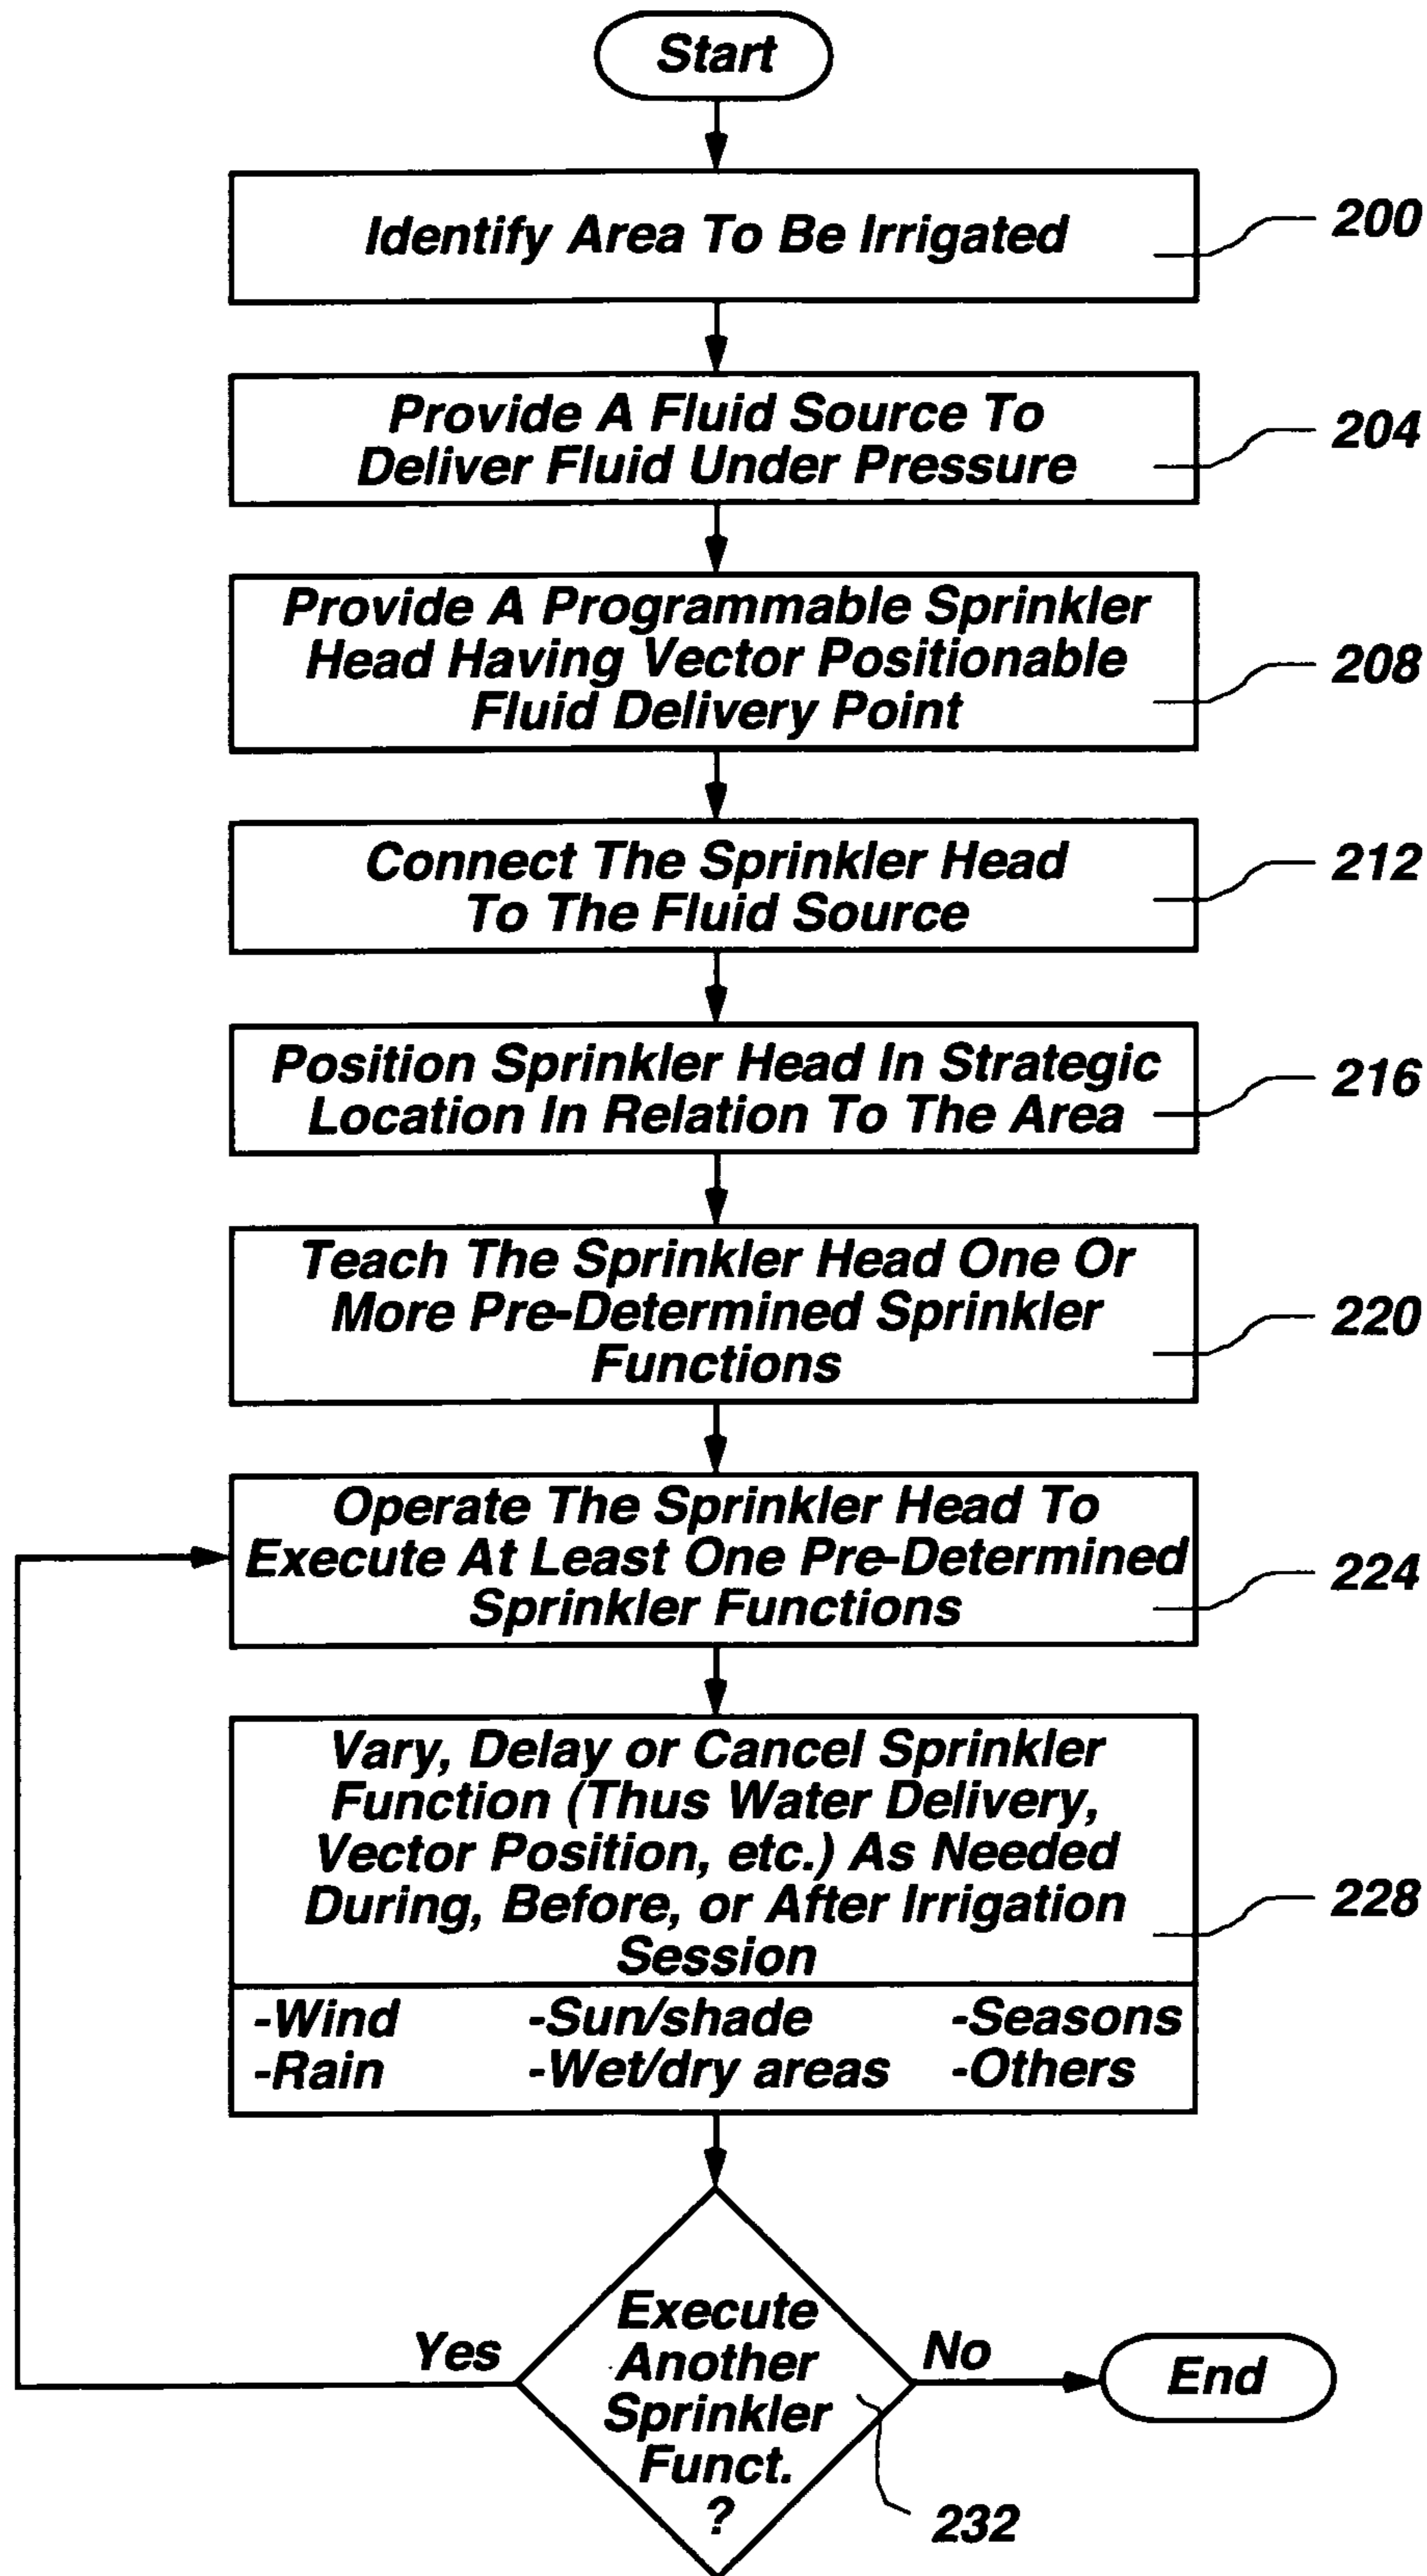 Start
Identify Area To Be Irrigated
200
Provide A Fluid Source To
Deliver Fluid Under Pressure
204
Provide A Programmable Sprinkler
Head Having Vector Positionable
Fluid Delivery Point
208
Connect The Sprinkler Head
To The Fluid Source
212
Position Sprinkler Head In Strategic
Location In Relation To The Area
216
Teach The Sprinkler Head One Or
More Pre-Determined Sprinkler
Functions
220
Operate The Sprinkler Head To
Execute At Least One Pre-Determined
Sprinkler Functions
224
Vary, Delay or Cancel Sprinkler
Function (Thus Water Delivery,
Vector Position, etc.) As Needed
During, Before, or After Irrigation
Session
228
-Wind -Sun/shade -Seasons
-Rain -Wet/dry areas -Others
Execute
Another
Sprinkler
Funct.
?
Yes
No
End
232